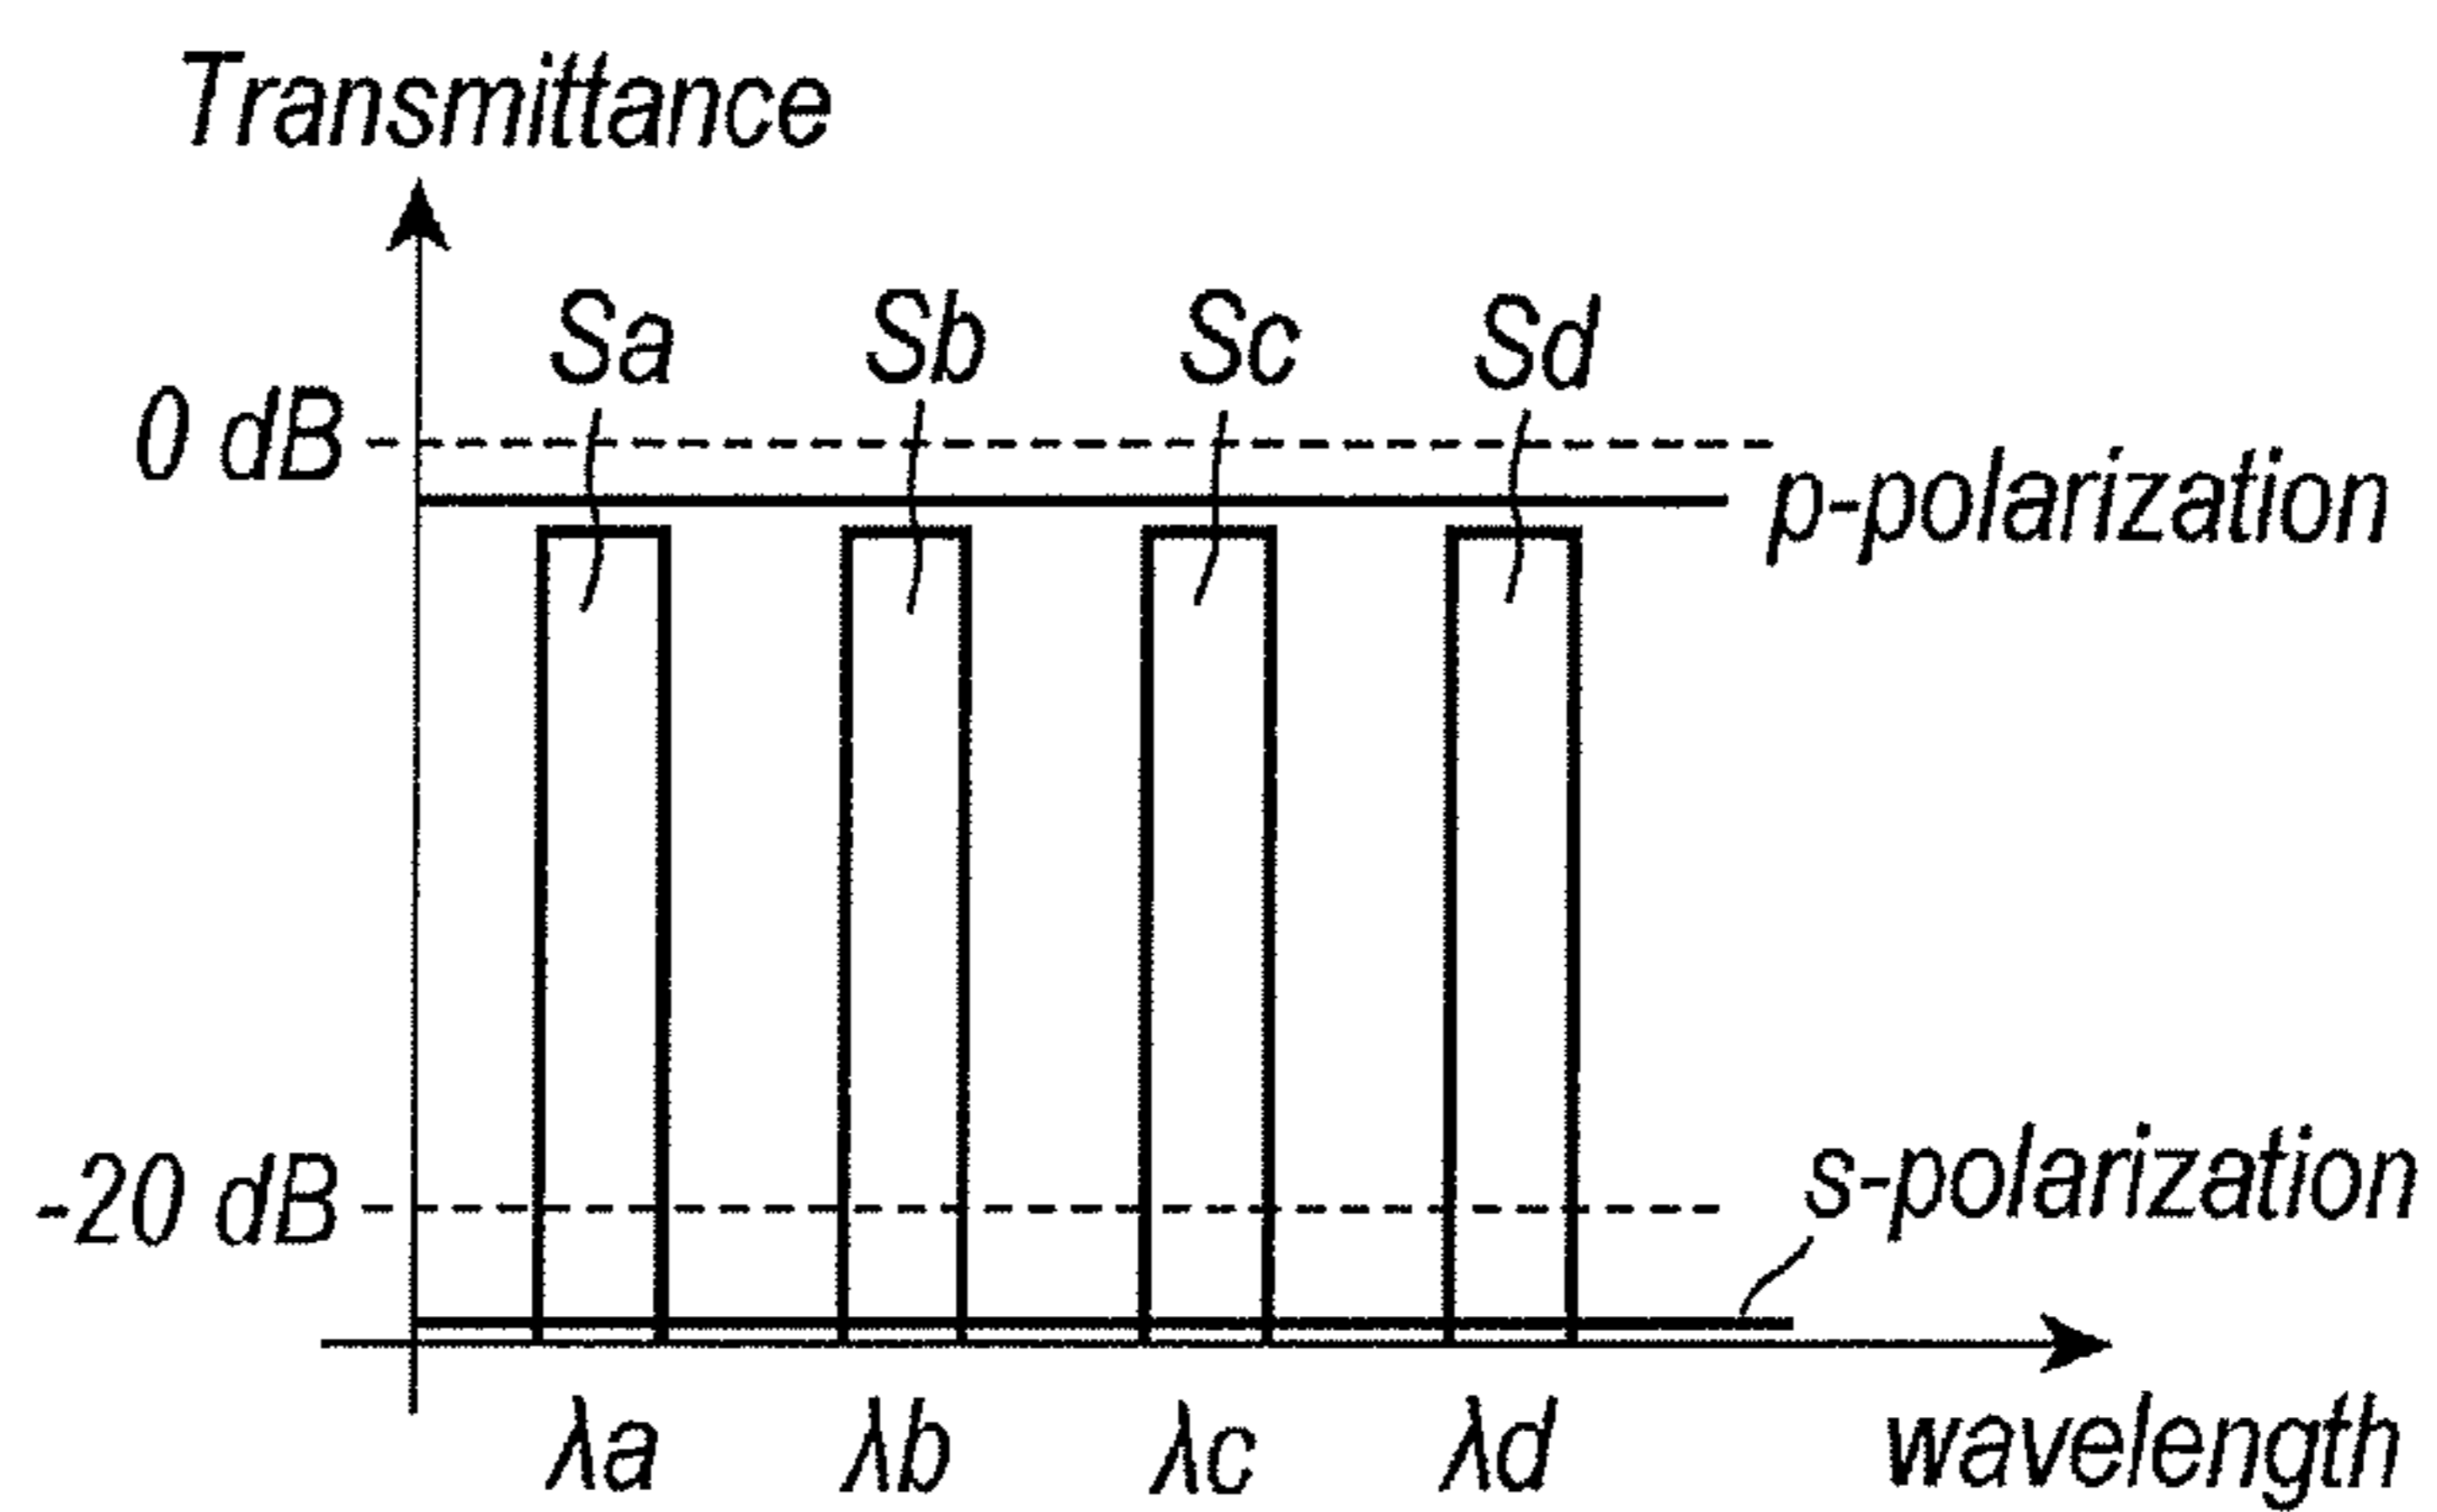 Transmittance
Sa Sb Sc Sd
0 dB
p-polarization
-20 dB
s-polarization
λa λb λc λd
wavelength